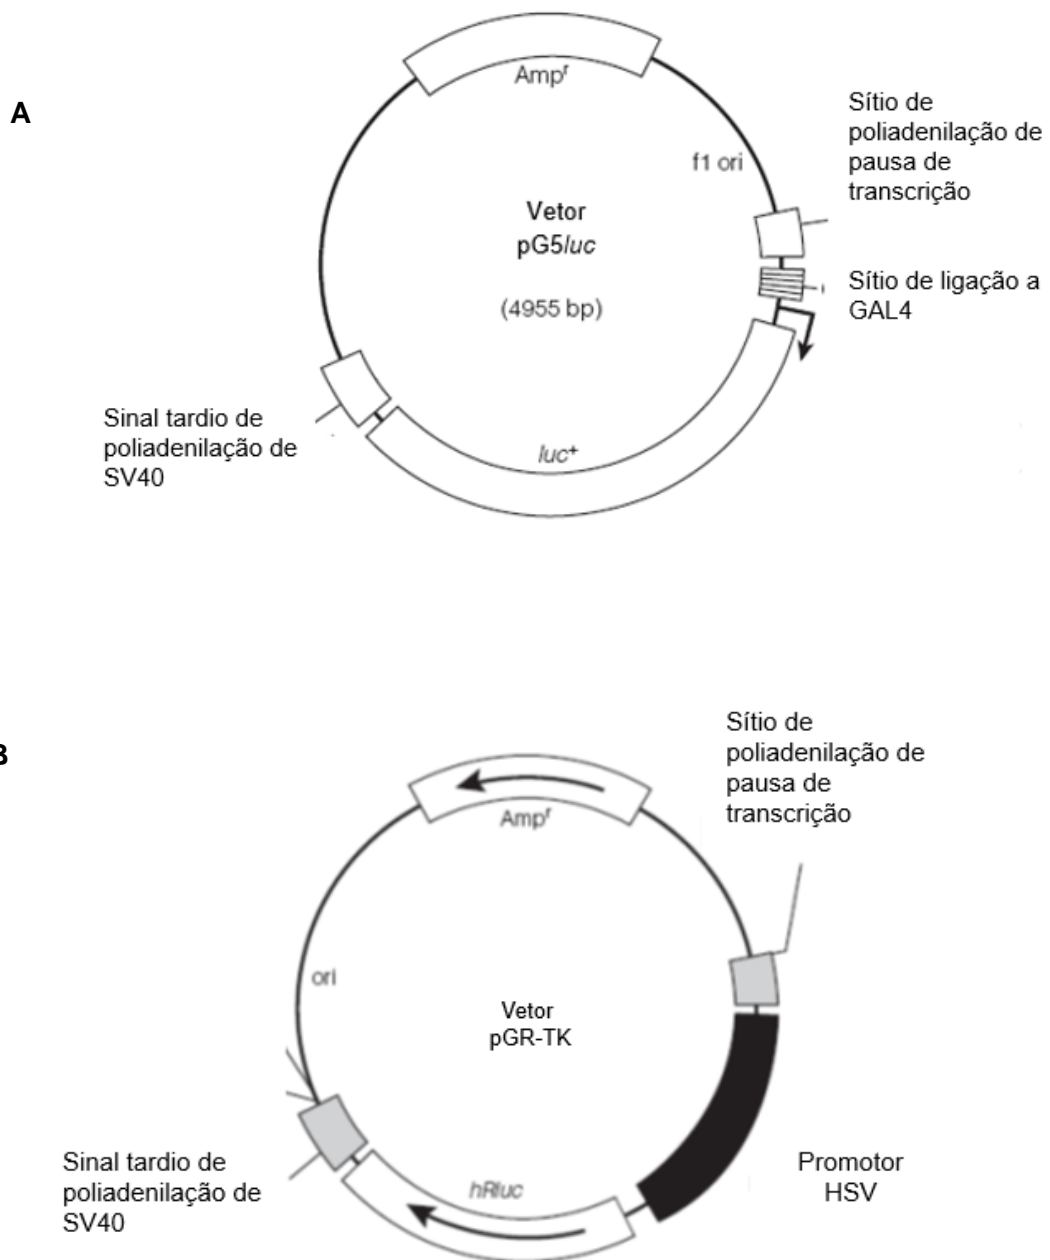 A
Ampʳ
Sítio de
poliadenilação de
pausa de
transcrição
f1 ori
Vetor
pG5luc
(4955 bp)
Sítio de ligação a
GAL4
Sinal tardio de
poliadenilação de
SV40
luc⁺
B
Sítio de
poliadenilação de
pausa de
transcrição
Ampʳ
ori
Vetor
pGR-TK
Sinal tardio de
poliadenilação de
SV40
hRluc
Promotor
HSV